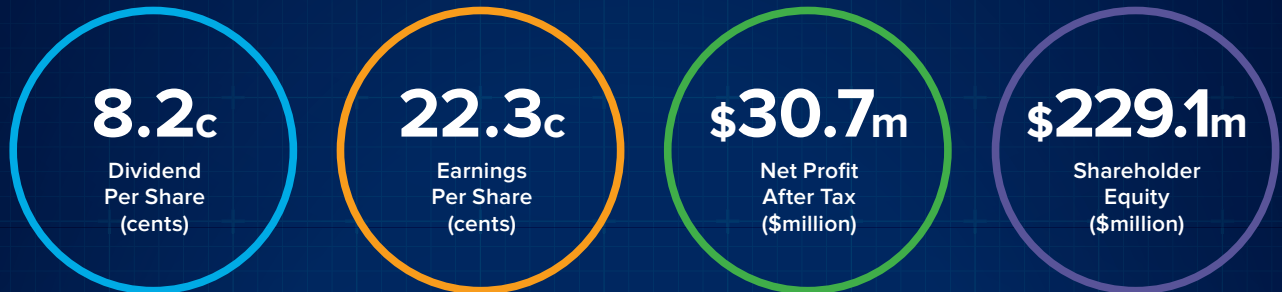 8.2c
Dividend
Per Share
(cents)
22.3c
Earnings
Per Share
(cents)
$30.7m
Net Profit
After Tax
($million)
$229.1m
Shareholder
Equity
($million)